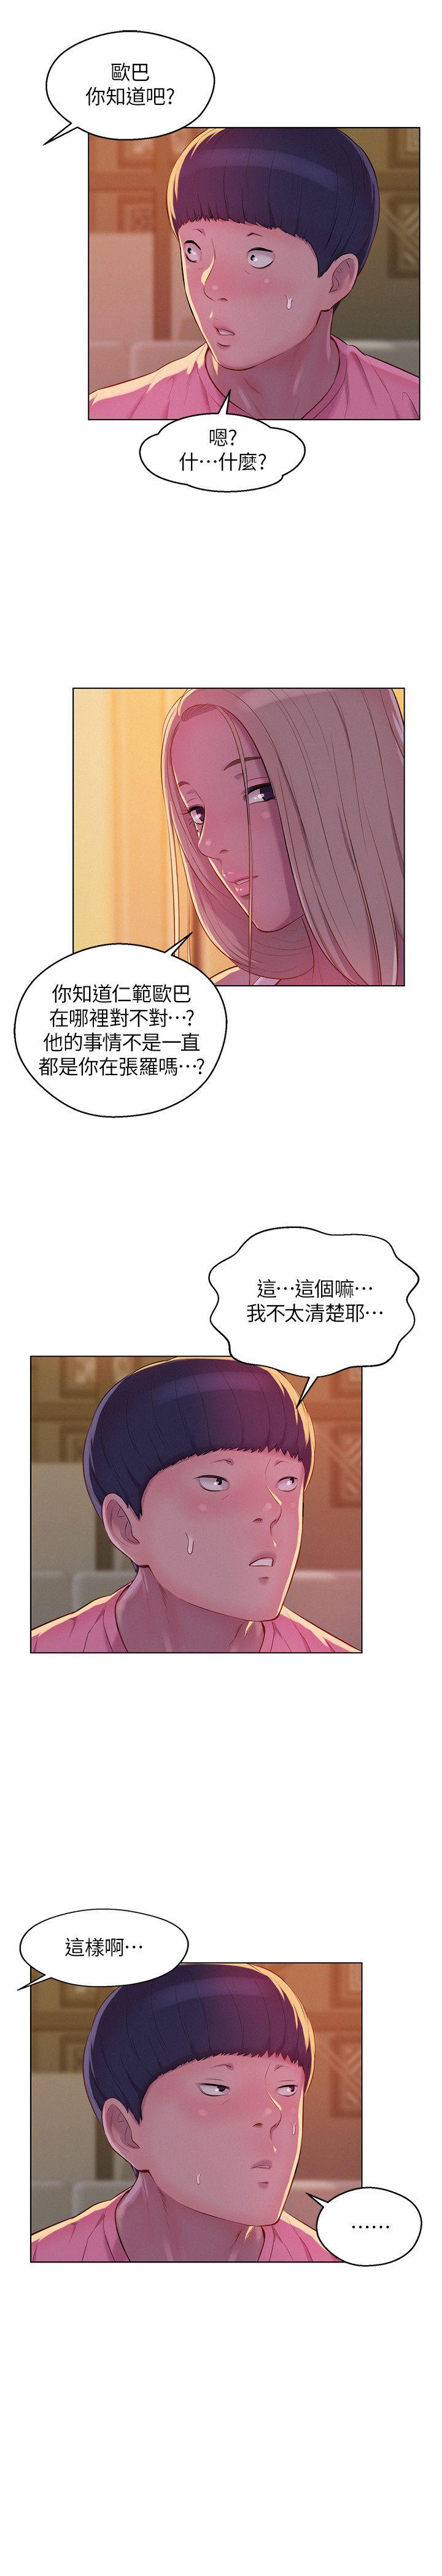 歐巴
你知道吧?
嗯?
什…什麼?
你知道仁範歐巴
在哪裡對不對…?
他的事情不是一直
都是你在張羅嗎…?
這…這個嘛…
我不太清楚耶…
這樣啊…
……